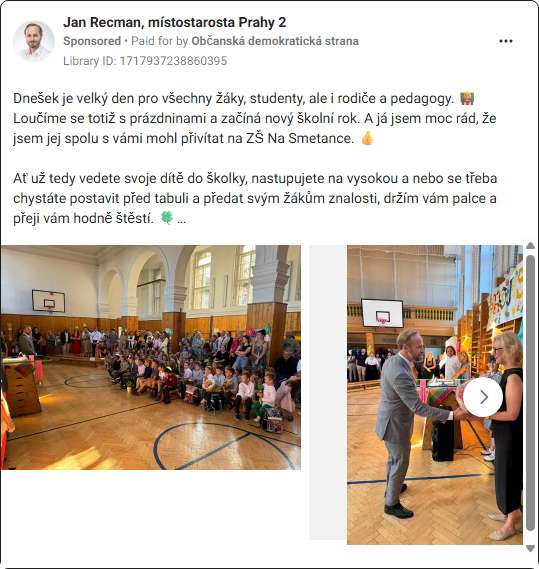 Jan Recman, místostarosta Prahy 2
Sponsored • Paid for by Občanská demokratická strana
Library ID: 1717937238860395
Dnešek je velký den pro všechny žáky, studenty, ale i rodiče a pedagogy. 🎒
Loučíme se totiž s prázdninami a začíná nový školní rok. A já jsem moc rád, že
jsem jej spolu s vámi mohl přivítat na ZŠ Na Smetance. 👍
Ať už tedy vedete svoje dítě do školky, nastupujete na vysokou a nebo se třeba
chystáte postavit před tabuli a předat svým žákům znalosti, držím vám palce a
přeji vám hodně štěstí. 🍀 ...